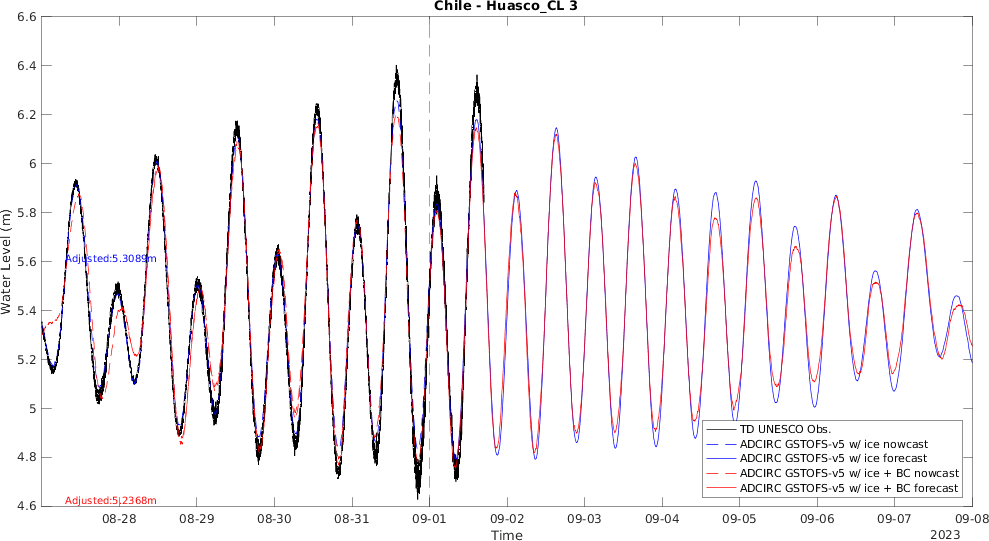 Chile - Huasco_CL 3
6.6
6.4
6.2
6
5.8
5.6
5.4
5.2
5
4.8
4.6
Water Level (m)
Adjusted:5.3089m
Adjusted:5.2368m
TD UNESCO Obs.
ADCIRC GSTOFS-v5 w/ ice nowcast
ADCIRC GSTOFS-v5 w/ ice forecast
ADCIRC GSTOFS-v5 w/ ice + BC nowcast
ADCIRC GSTOFS-v5 w/ ice + BC forecast
08-28 08-29 08-30 08-31 09-01 09-02 09-03 09-04 09-05 09-06 09-07 09-08
Time
2023